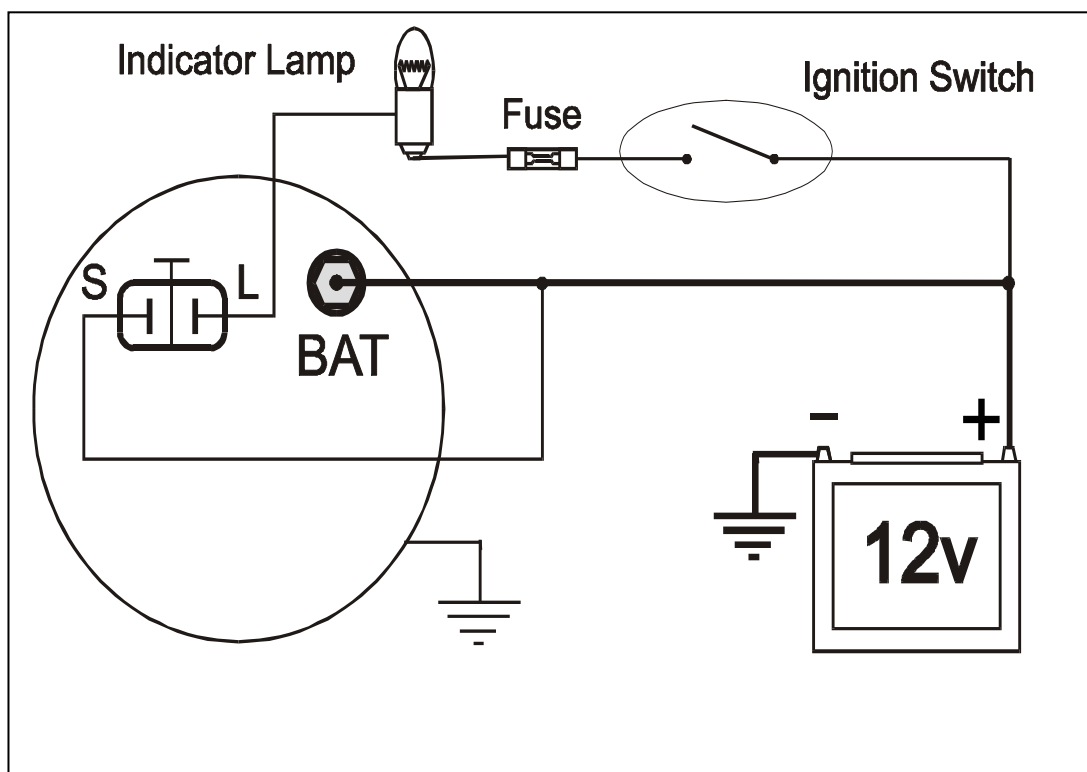 Indicator Lamp
Ignition Switch
Fuse
S
L
BAT
- +
12v